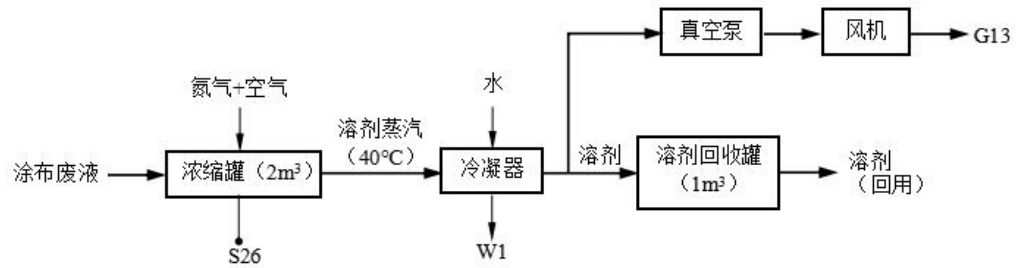 真空泵
风机
G13
氮气+空气
水
溶剂蒸汽
（40℃）
涂布废液
浓缩罐（2m³）
冷凝器
溶剂
溶剂回收罐
（1m³）
溶剂
（回用）
S26
W1